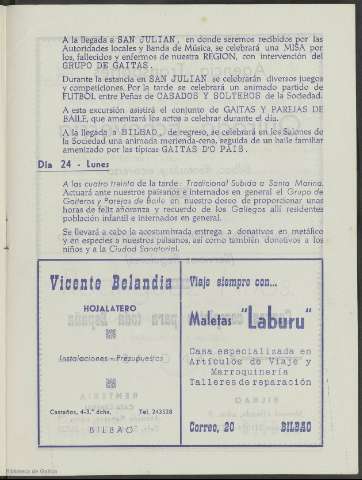 A la llegada a SAN JULIAN, en donde seremos recibidos por las
Autoridades locales y Banda de Música, se celebrará una MISA por
los, fallecidos y enfermos de nuestra REGION, con intervención del
GRUPO DE GAITAS.
Durante la estancia en SAN JULIAN se celebrarán diversos juegos
y competiciones. Por la tarde se celebrará un animado partido de
FUTBOL entre Peñas de CASADOS Y SOLTEROS de la Sociedad.
A esta excursión asistirá el conjunto de GAITAS Y PAREJAS DE
BAILE, que amenizará los actos a celebrar durante el día.
A la llegada a BILBAO, de regreso, se celebrará en los Salones de
la Sociedad una animada merienda-cena, seguida de un baile familiar
amenizado por las típicas GAITAS D'O PAIS.
Día 24 - Lunes
A las cuatro treinta de la tarde: Tradicional Subida a Santa Marina.
Actuará ante nuestros paisanos e internados en general el Grupo de
Gaiteros y Parejas de Baile en nuestro deseo de proporcionar unas
horas de feliz añoranza y recuerdo de los Gallegos allí residentes
población infantil e internados en general.
Se llevará a cabo la acostumbrada entrega a donativos en metálico
y en especies a nuestros paisanos, así como también donativos a los
niños y a la Ciudad Sanatorial.
Vicente Belandia
HOJALATERO
Instalaciones - Presupuestos
Castaños, 4-3.º dcha. Tel. 243528
BILBAO
Viaje siempre con...
Maletas "Laburu"
Casa especializada en
Artículos de Viaje y
Marroquinería
Talleres de reparación
Correo, 20 BILBAO
Biblioteca de Galicia